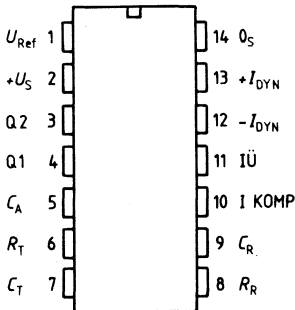 U_Ref 1 14 0_S
+U_S 2 13 +I_DYN
Q2 3 12 -I_DYN
Q1 4 11 IÜ
C_A 5 10 I KOMP
R_T 6 9 C_R
C_T 7 8 R_R